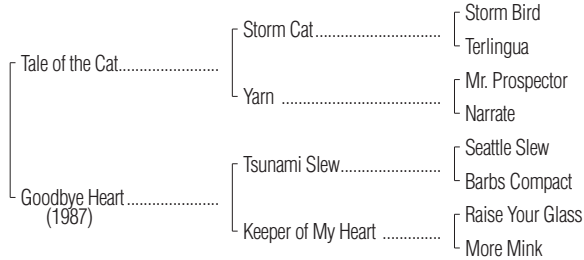 Storm Bird
Storm Cat
Terlingua
Tale of the Cat
Mr. Prospector
Yarn
Narrate
Seattle Slew
Tsunami Slew
Barbs Compact
Goodbye Heart
(1987)
Raise Your Glass
Keeper of My Heart
More Mink